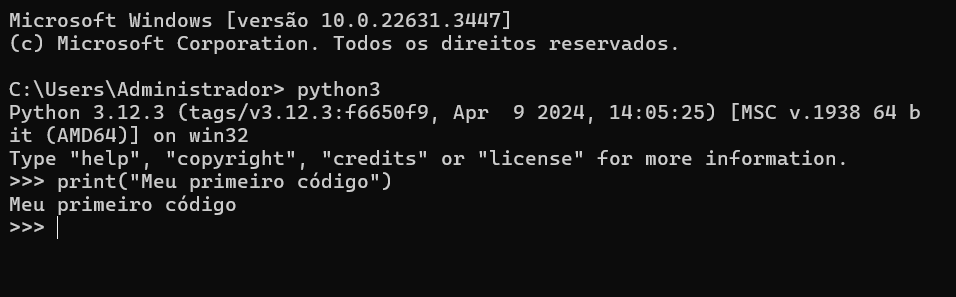 Microsoft Windows [versão 10.0.22631.3447]
(c) Microsoft Corporation. Todos os direitos reservados.
C:\Users\Administrador> python3
Python 3.12.3 (tags/v3.12.3:f6650f9, Apr  9 2024, 14:05:25) [MSC v.1938 64 b
it (AMD64)] on win32
Type "help", "copyright", "credits" or "license" for more information.
>>> print("Meu primeiro código")
Meu primeiro código
>>>